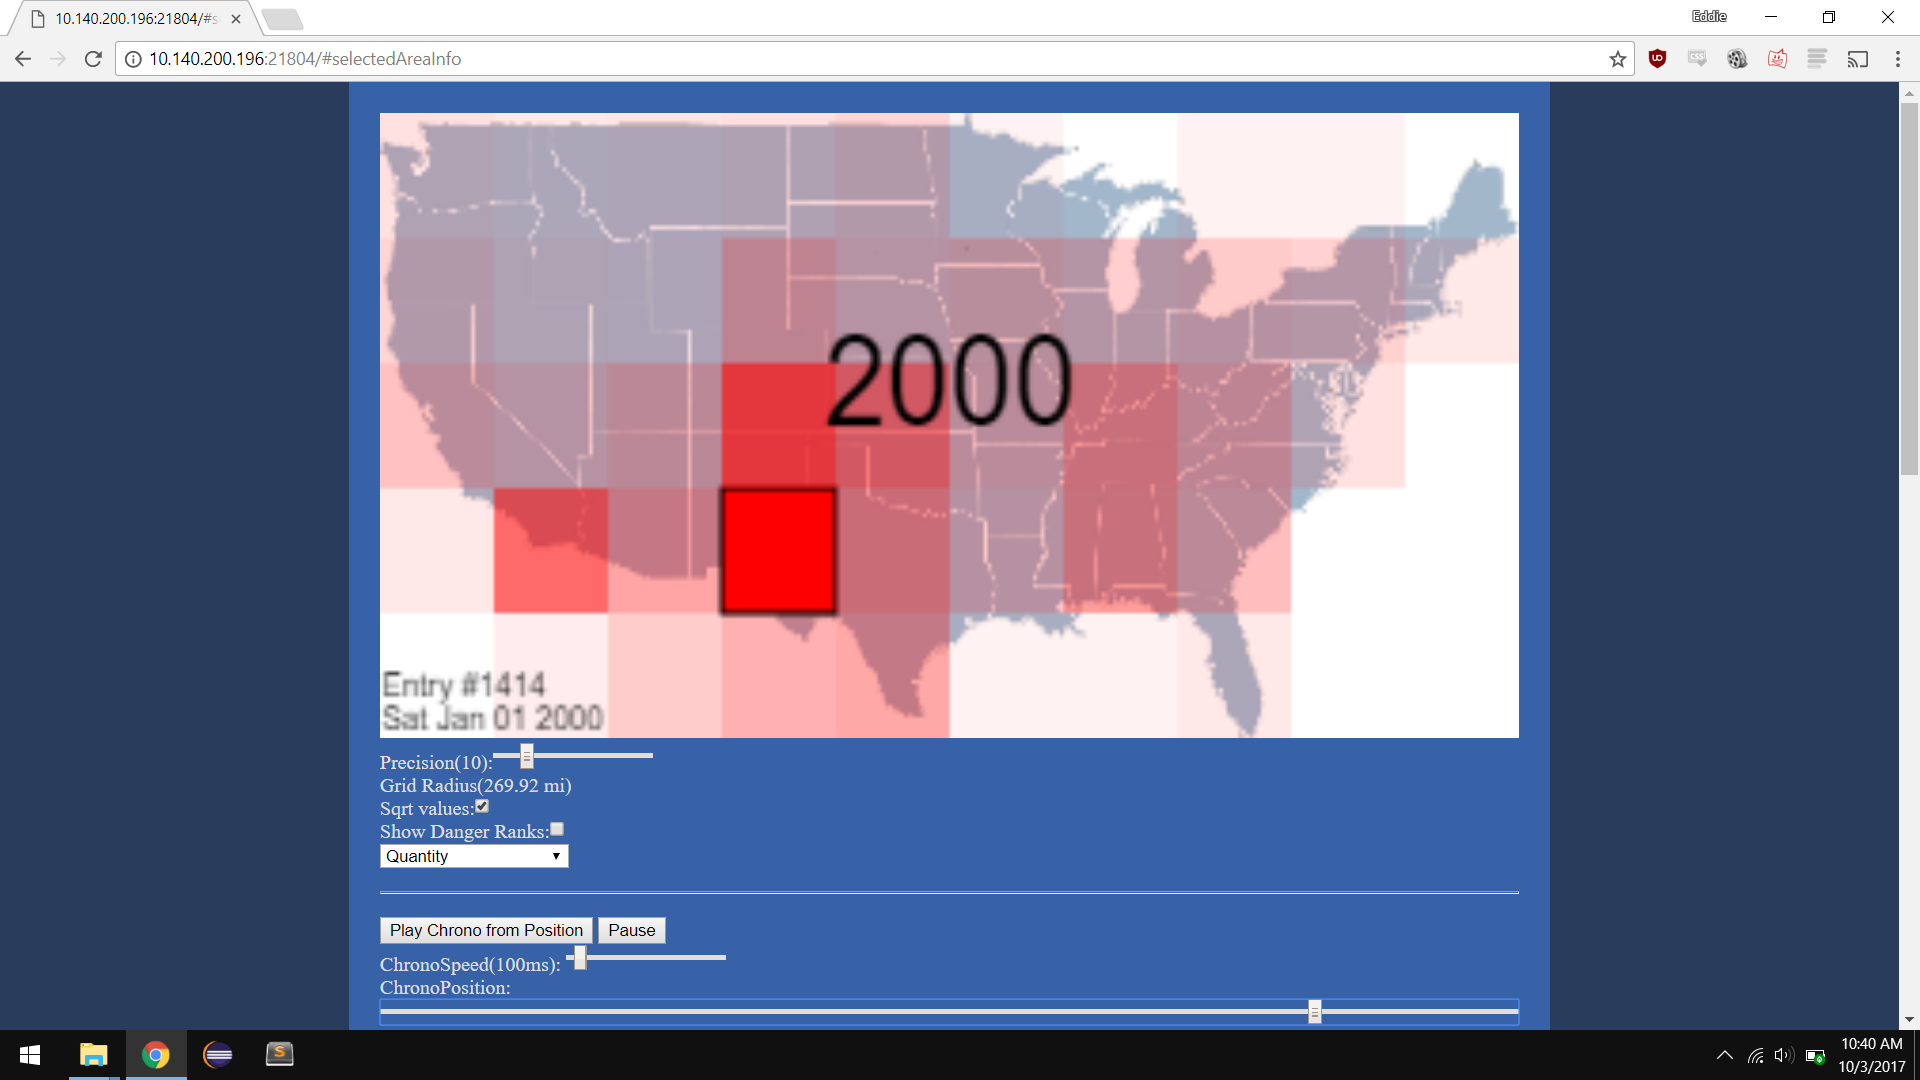 10.140.200.196:21804/#s
Eddie
10.140.200.196:21804/#selectedAreaInfo
2000
Entry #1414
Sat Jan 01 2000
Precision(10):
Grid Radius(269.92 mi)
Sqrt values:
Show Danger Ranks:
Quantity
Play Chrono from Position Pause
ChronoSpeed(100ms):
ChronoPosition:
10:40 AM
10/3/2017